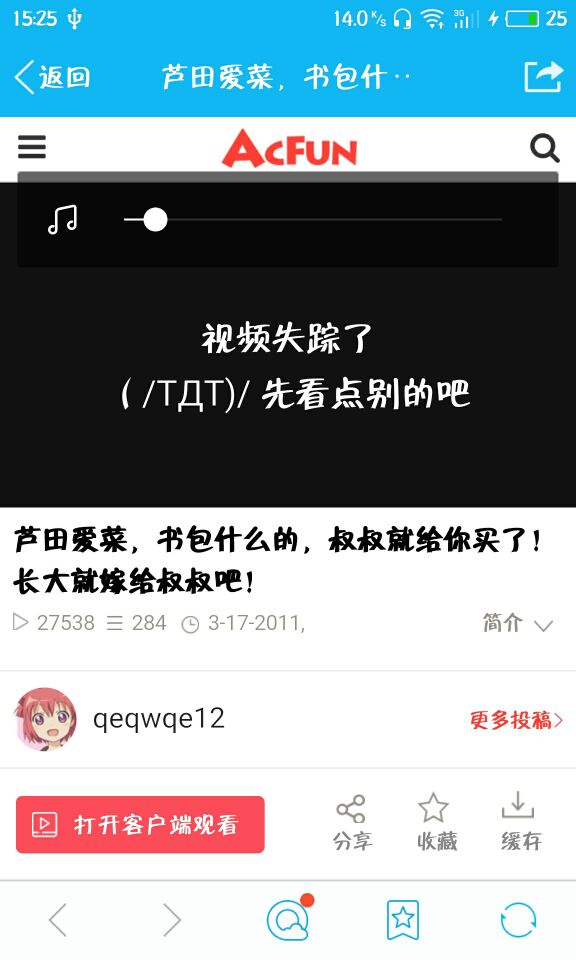 15:25 14.0 K/s 3G 25
返回 芦田爱菜，书包什··
ACFUN
视频失踪了
( /TДT)/ 先看点别的吧
芦田爱菜，书包什么的，叔叔就给你买了！
长大就嫁给叔叔吧！
27538 284 3-17-2011, 简介
qeqwqe12 更多投稿
打开客户端观看 分享 收藏 缓存